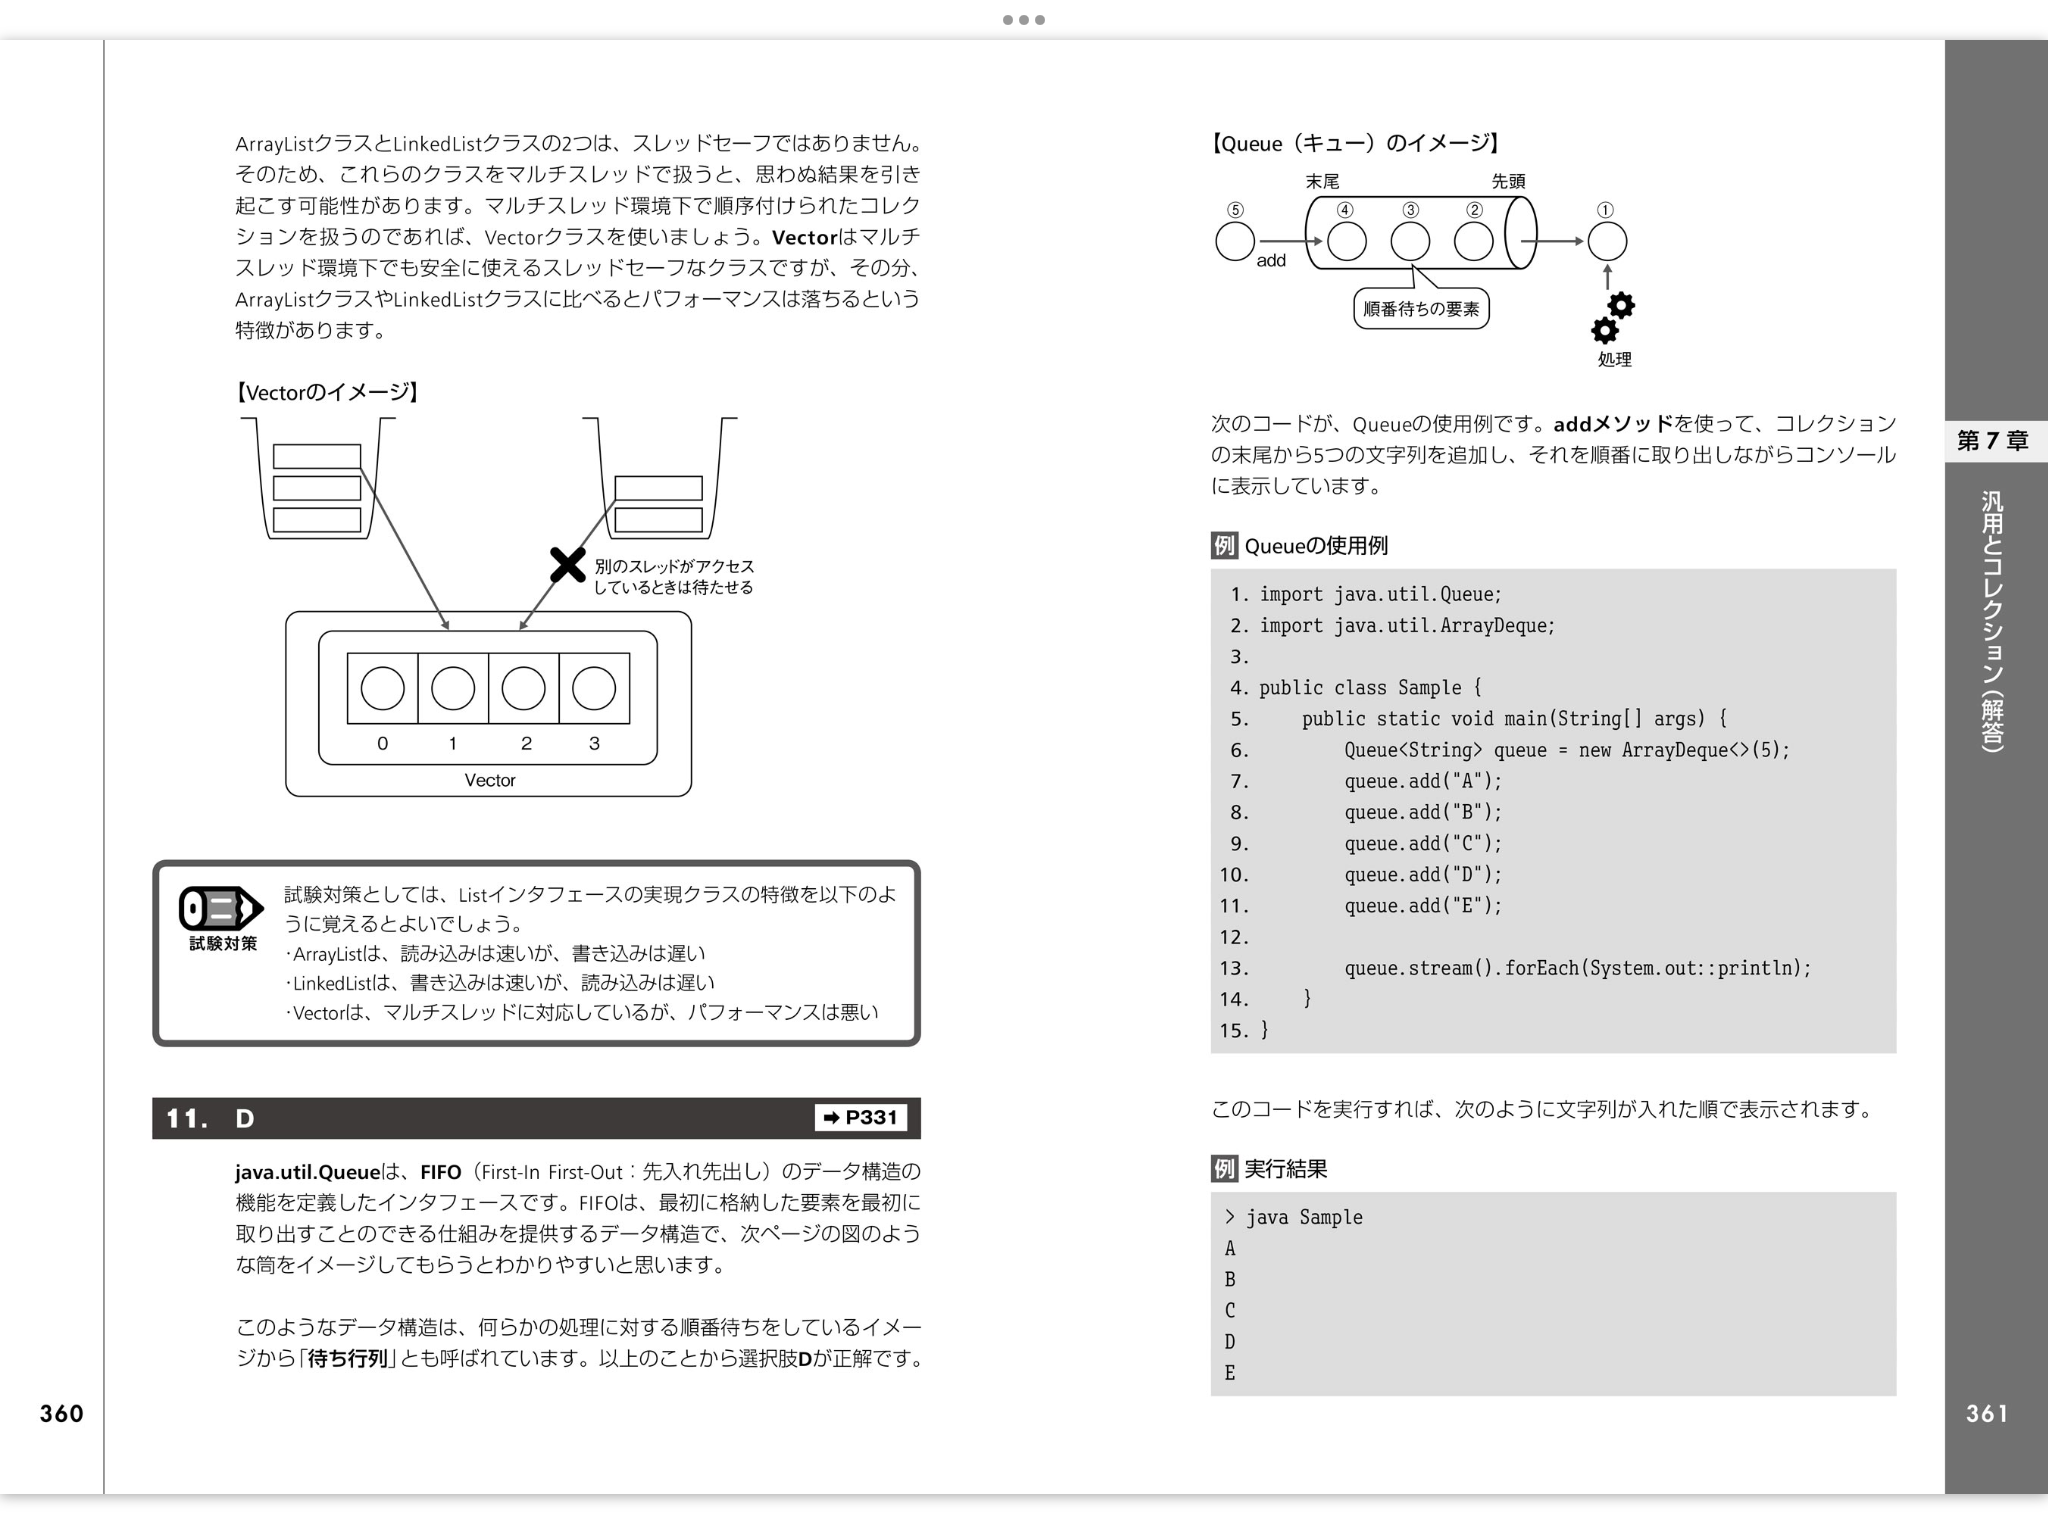 ArrayListクラスとLinkedListクラスの2つは、スレッドセーフではありません。
そのため、これらのクラスをマルチスレッドで扱うと、思わぬ結果を引き
起こす可能性があります。マルチスレッド環境下で順序付けられたコレク
ションを扱うのであれば、Vectorクラスを使いましょう。Vectorはマルチ
スレッド環境下でも安全に使えるスレッドセーフなクラスですが、その分、
ArrayListクラスやLinkedListクラスに比べるとパフォーマンスは落ちるという
特徴があります。
【Vectorのイメージ】
別のスレッドがアクセス
しているときは待たせる
0 1 2 3
Vector
試験対策
試験対策としては、Listインタフェースの実現クラスの特徴を以下のよ
うに覚えるとよいでしょう。
・ArrayListは、読み込みは速いが、書き込みは遅い
・LinkedListは、書き込みは速いが、読み込みは遅い
・Vectorは、マルチスレッドに対応しているが、パフォーマンスは悪い
11. D ➡ P331
java.util.Queueは、FIFO（First-In First-Out：先入れ先出し）のデータ構造の
機能を定義したインタフェースです。FIFOは、最初に格納した要素を最初に
取り出すことのできる仕組みを提供するデータ構造で、次ページの図のよう
な筒をイメージしてもらうとわかりやすいと思います。
このようなデータ構造は、何らかの処理に対する順番待ちをしているイメー
ジから「待ち行列」とも呼ばれています。以上のことから選択肢Dが正解です。
360
【Queue（キュー）のイメージ】
末尾 先頭
⑤ ④ ③ ② ①
add
順番待ちの要素
処理
次のコードが、Queueの使用例です。addメソッドを使って、コレクション
の末尾から5つの文字列を追加し、それを順番に取り出しながらコンソール
に表示しています。
例 Queueの使用例
1. import java.util.Queue;
2. import java.util.ArrayDeque;
3.
4. public class Sample {
5.     public static void main(String[] args) {
6.         Queue<String> queue = new ArrayDeque<>(5);
7.         queue.add("A");
8.         queue.add("B");
9.         queue.add("C");
10.         queue.add("D");
11.         queue.add("E");
12.
13.         queue.stream().forEach(System.out::println);
14.     }
15. }
このコードを実行すれば、次のように文字列が入れた順で表示されます。
例 実行結果
> java Sample
A
B
C
D
E
第7章
汎用とコレクション（解答）
361